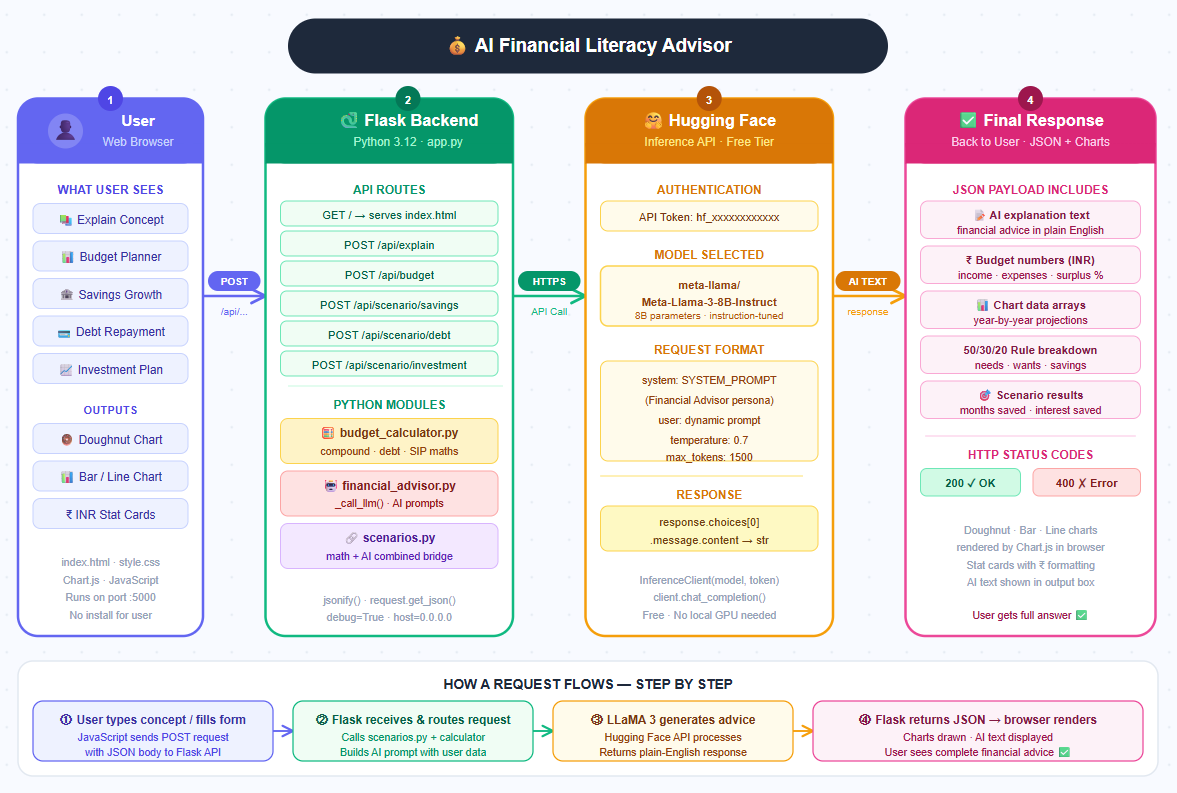 💰 AI Financial Literacy Advisor
1
User
Web Browser
WHAT USER SEES
Explain Concept
Budget Planner
Savings Growth
Debt Repayment
Investment Plan
OUTPUTS
Doughnut Chart
Bar / Line Chart
₹ INR Stat Cards
index.html · style.css
Chart.js · JavaScript
Runs on port :5000
No install for user
POST
/api/...
2
Flask Backend
Python 3.12 · app.py
API ROUTES
GET / → serves index.html
POST /api/explain
POST /api/budget
POST /api/scenario/savings
POST /api/scenario/debt
POST /api/scenario/investment
PYTHON MODULES
budget_calculator.py
compound · debt · SIP maths
financial_advisor.py
_call_llm() · AI prompts
scenarios.py
math + AI combined bridge
jsonify() · request.get_json()
debug=True · host=0.0.0.0
HTTPS
API Call
3
Hugging Face
Inference API · Free Tier
AUTHENTICATION
API Token: hf_xxxxxxxxxxxx
MODEL SELECTED
meta-llama/
Meta-Llama-3-8B-Instruct
8B parameters · instruction-tuned
REQUEST FORMAT
system: SYSTEM_PROMPT
(Financial Advisor persona)
user: dynamic prompt
temperature: 0.7
max_tokens: 1500
RESPONSE
response.choices[0]
.message.content → str
InferenceClient(model, token)
client.chat_completion()
Free · No local GPU needed
AI TEXT
response
4
✅ Final Response
Back to User · JSON + Charts
JSON PAYLOAD INCLUDES
AI explanation text
financial advice in plain English
₹ Budget numbers (INR)
income · expenses · surplus %
Chart data arrays
year-by-year projections
50/30/20 Rule breakdown
needs · wants · savings
Scenario results
months saved · interest saved
HTTP STATUS CODES
200 ✓ OK
400 ✗ Error
Doughnut · Bar · Line charts
rendered by Chart.js in browser
Stat cards with ₹ formatting
AI text shown in output box
User gets full answer ✅
HOW A REQUEST FLOWS — STEP BY STEP
① User types concept / fills form
JavaScript sends POST request
with JSON body to Flask API
② Flask receives & routes request
Calls scenarios.py + calculator
Builds AI prompt with user data
③ LLaMA 3 generates advice
Hugging Face API processes
Returns plain-English response
④ Flask returns JSON → browser renders
Charts drawn · AI text displayed
User sees complete financial advice ✅